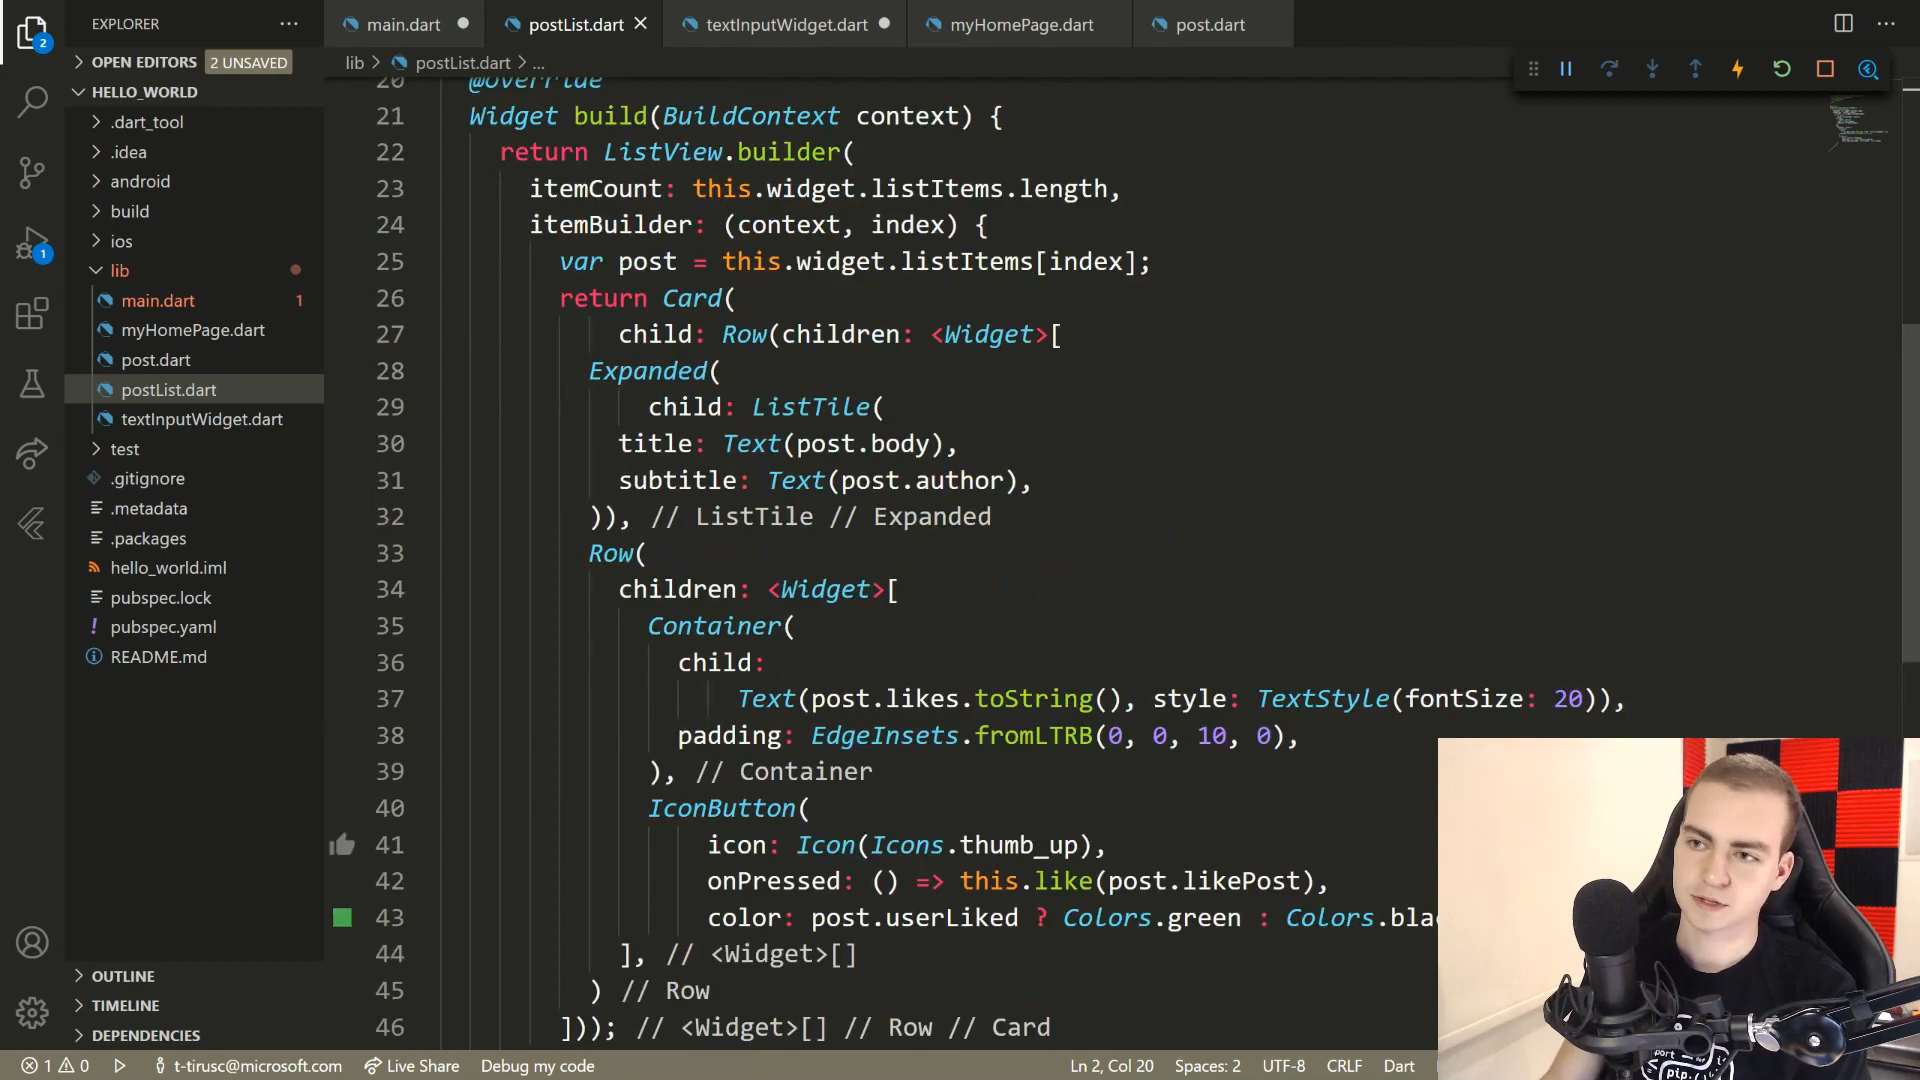 EXPLORER
main.dart
postList.dart
textInputWidget.dart
myHomePage.dart
post.dart
2
OPEN EDITORS 2 UNSAVED
lib > postList.dart > ...
HELLO_WORLD
.dart_tool
.idea
android
build
ios
1
lib
main.dart 1
myHomePage.dart
post.dart
postList.dart
textInputWidget.dart
test
.gitignore
.metadata
.packages
hello_world.iml
pubspec.lock
! pubspec.yaml
README.md
OUTLINE
TIMELINE
DEPENDENCIES
20 @override
21 Widget build(BuildContext context) {
22 return ListView.builder(
23 itemCount: this.widget.listItems.length,
24 itemBuilder: (context, index) {
25 var post = this.widget.listItems[index];
26 return Card(
27 child: Row(children: <Widget>[
28 Expanded(
29 child: ListTile(
30 title: Text(post.body),
31 subtitle: Text(post.author),
32 )), // ListTile // Expanded
33 Row(
34 children: <Widget>[
35 Container(
36 child:
37 Text(post.likes.toString(), style: TextStyle(fontSize: 20)),
38 padding: EdgeInsets.fromLTRB(0, 0, 10, 0),
39 ), // Container
40 IconButton(
41 icon: Icon(Icons.thumb_up),
42 onPressed: () => this.like(post.likePost),
43 color: post.userLiked ? Colors.green : Colors.bla
44 ], // <Widget>[]
45 ) // Row
46 ])); // <Widget>[] // Row // Card
port
pip
1 0 t-tirusc@microsoft.com Live Share Debug my code Ln 2, Col 20 Spaces: 2 UTF-8 CRLF Dart